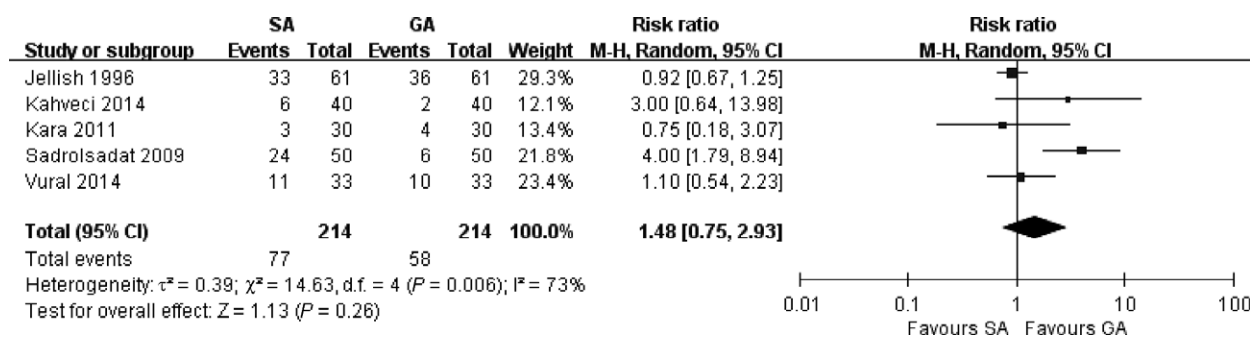 SA GA Risk ratio Risk ratio
Study or subgroup Events Total Events Total Weight M-H, Random, 95% CI M-H, Random, 95% CI
Jellish 1996 33 61 36 61 29.3% 0.92 [0.67, 1.25]
Kahveci 2014 6 40 2 40 12.1% 3.00 [0.64, 13.98]
Kara 2011 3 30 4 30 13.4% 0.75 [0.18, 3.07]
Sadrolsadat 2009 24 50 6 50 21.8% 4.00 [1.79, 8.94]
Vural 2014 11 33 10 33 23.4% 1.10 [0.54, 2.23]
Total (95% CI) 214 214 100.0% 1.48 [0.75, 2.93]
Total events 77 58
Heterogeneity: τ² = 0.39; χ² = 14.63, d.f. = 4 (P = 0.006); I² = 73%
Test for overall effect: Z = 1.13 (P = 0.26)
0.01 0.1 1 10 100
Favours SA Favours GA